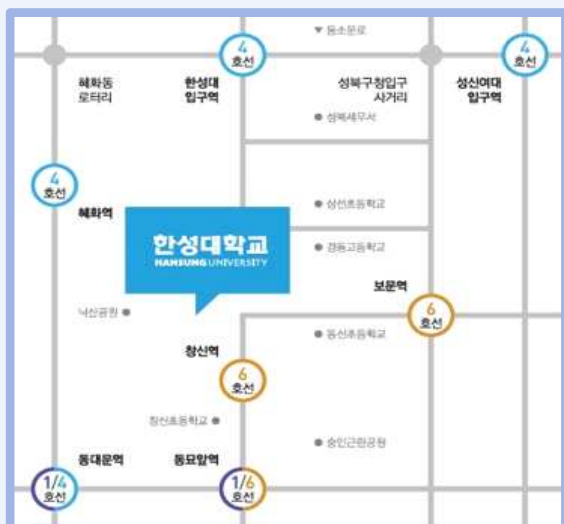 ▼ 동소문로
4
호선
4
호선
혜화동
로터리
한성대
입구역
성북구청입구
사거리
성신여대
입구역
● 성북세무서
4
호선
혜화역
● 삼선초등학교
한성대학교
HANSUNG UNIVERSITY
● 경동고등학교
보문역
낙산공원 ●
6
호선
● 동신초등학교
창신역
6
호선
창신초등학교 ●
● 숭인근린공원
동대문역
동묘앞역
1/4
호선
1/6
호선